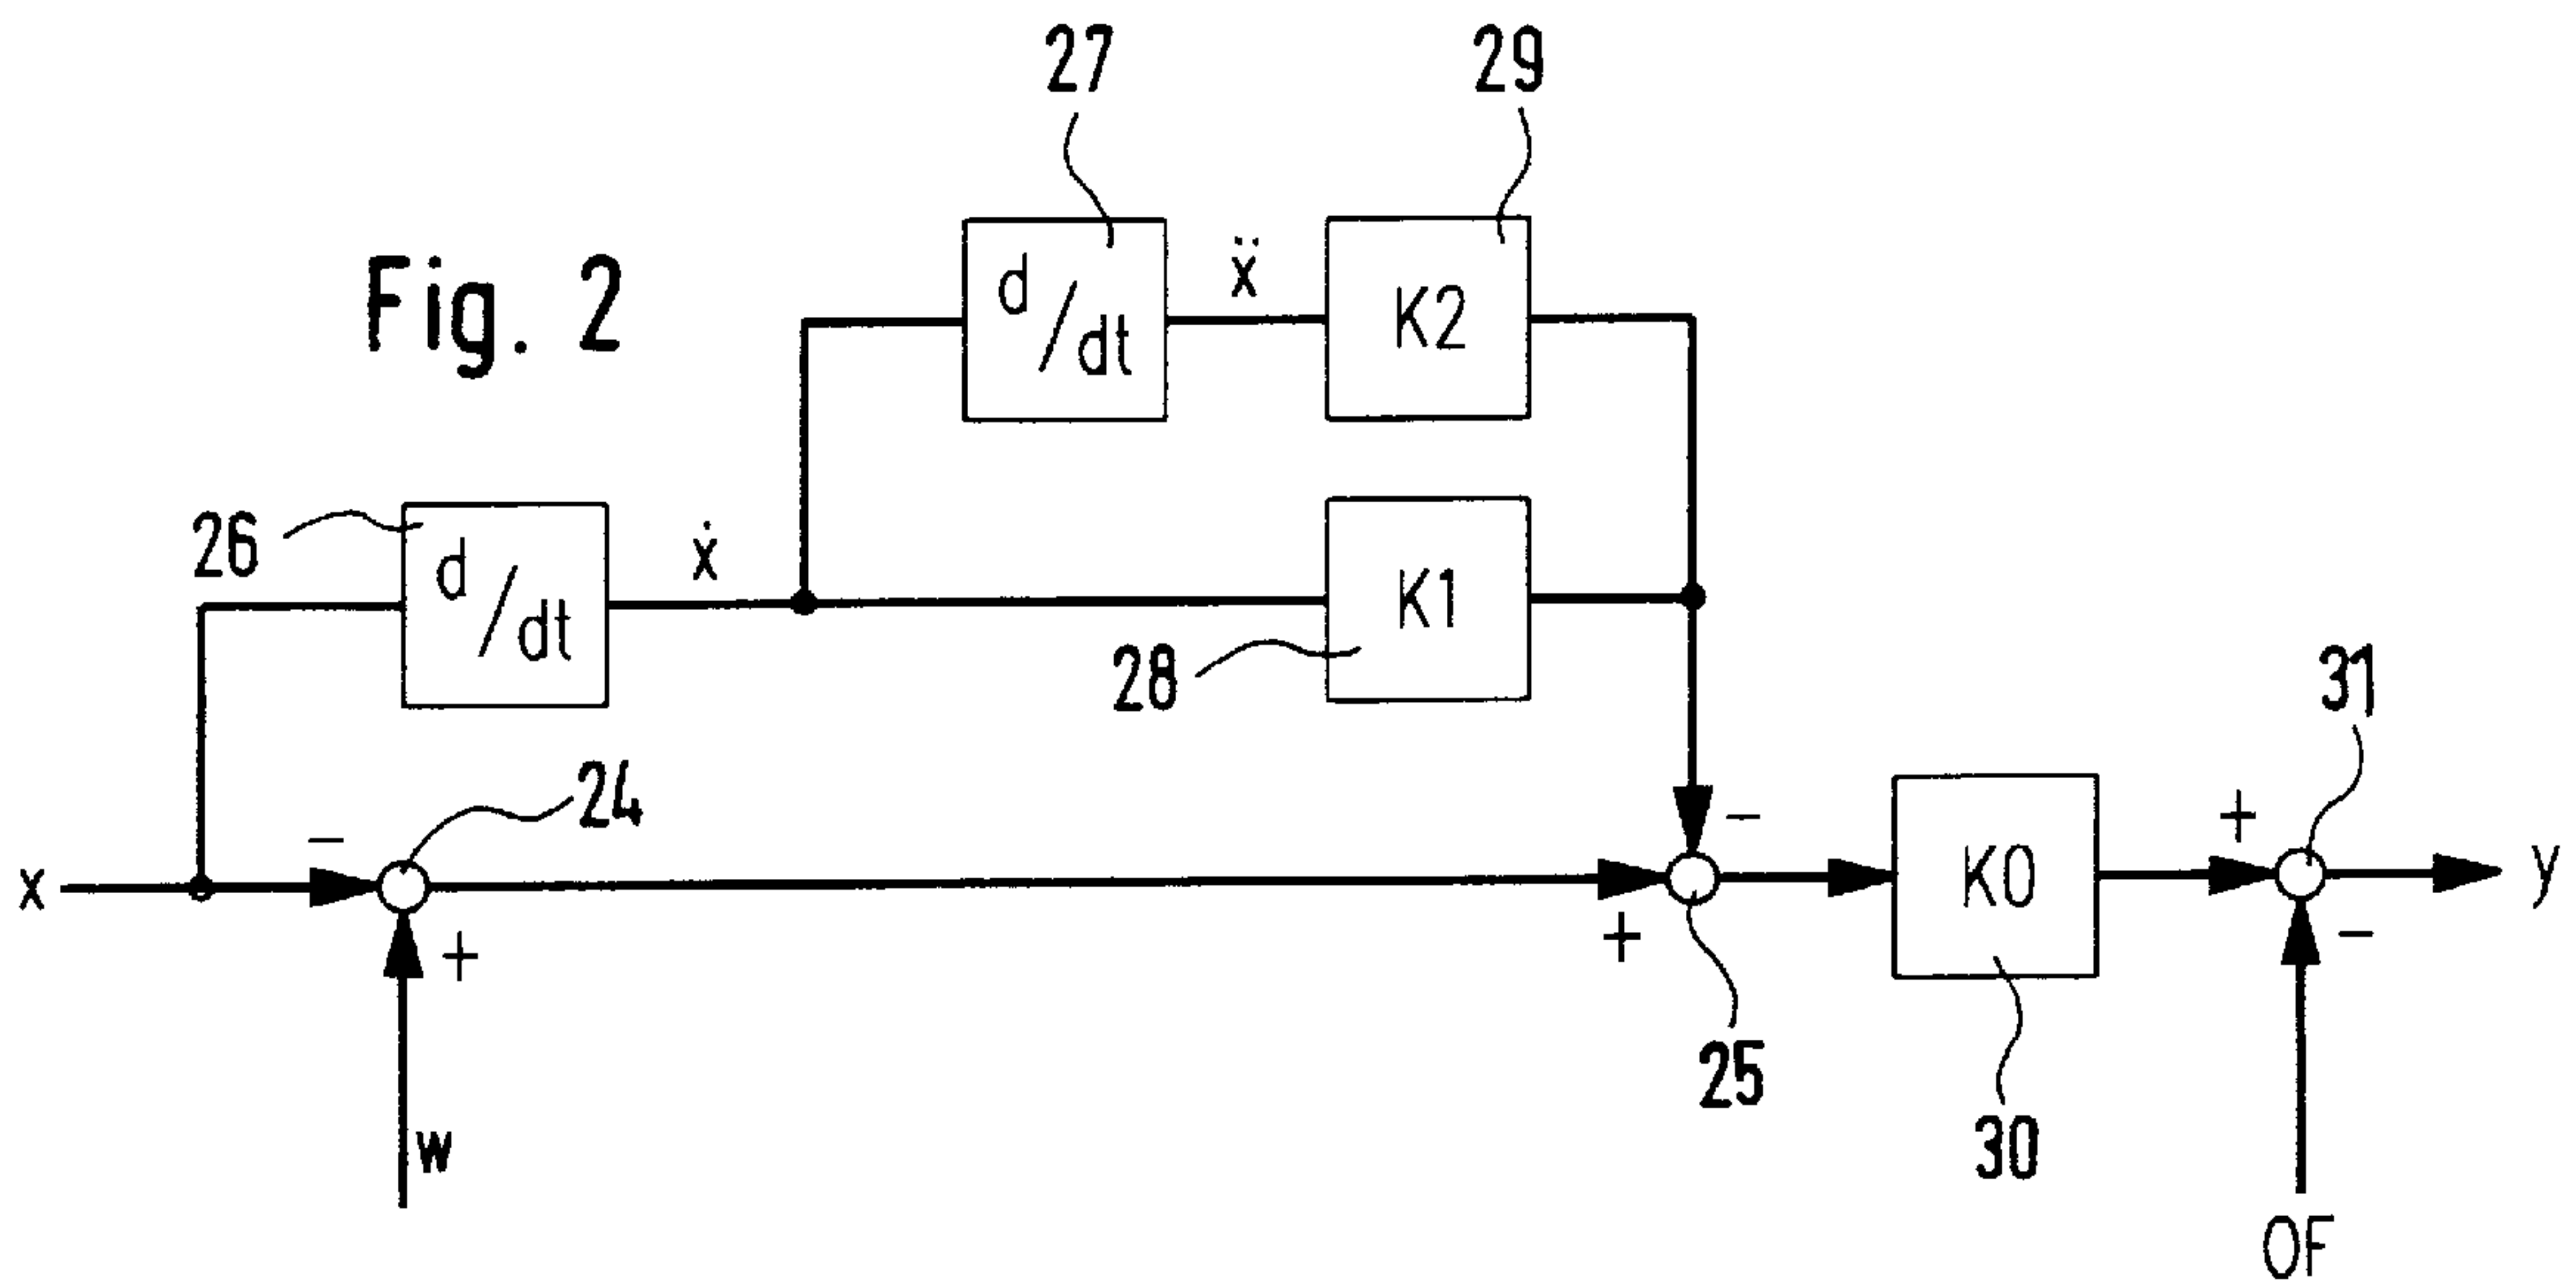 27
29
Fig. 2
d/dt
ẍ
K2
26
d/dt
ẋ
K1
28
31
24
−
−
+
x
K0
y
+
+
−
25
w
30
OF